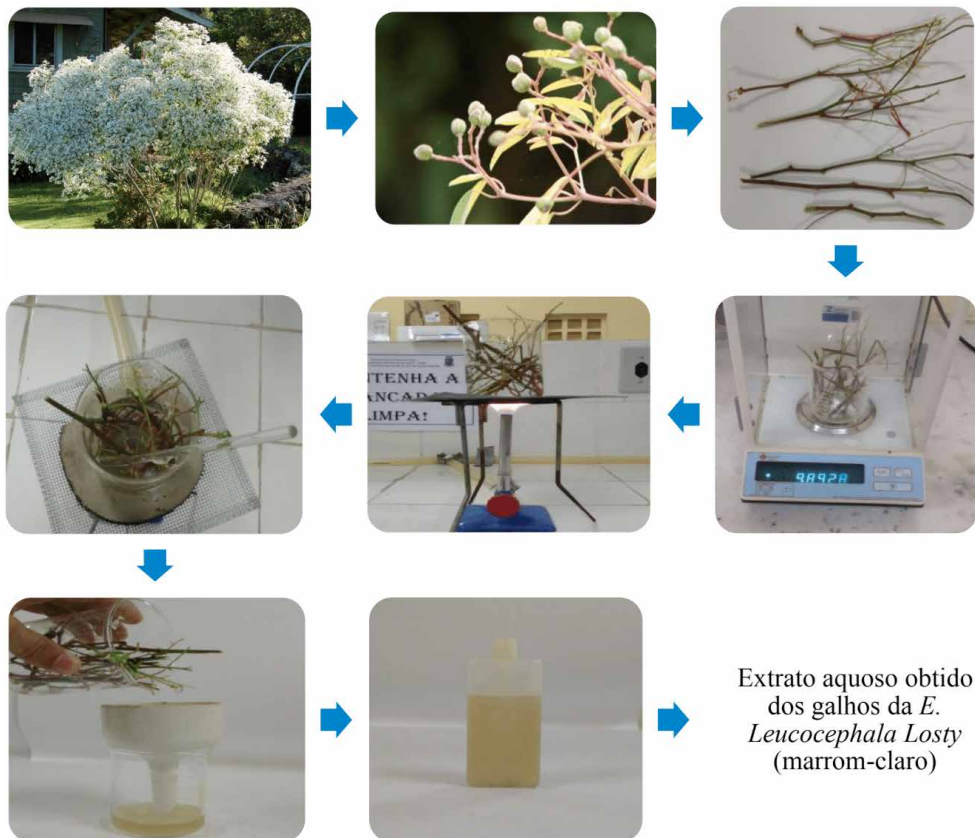 NTENHA A
ANCAD
LIMPA!
98928
Extrato aquoso obtido
dos galhos da E.
Leucocephala Losty
(marrom-claro)